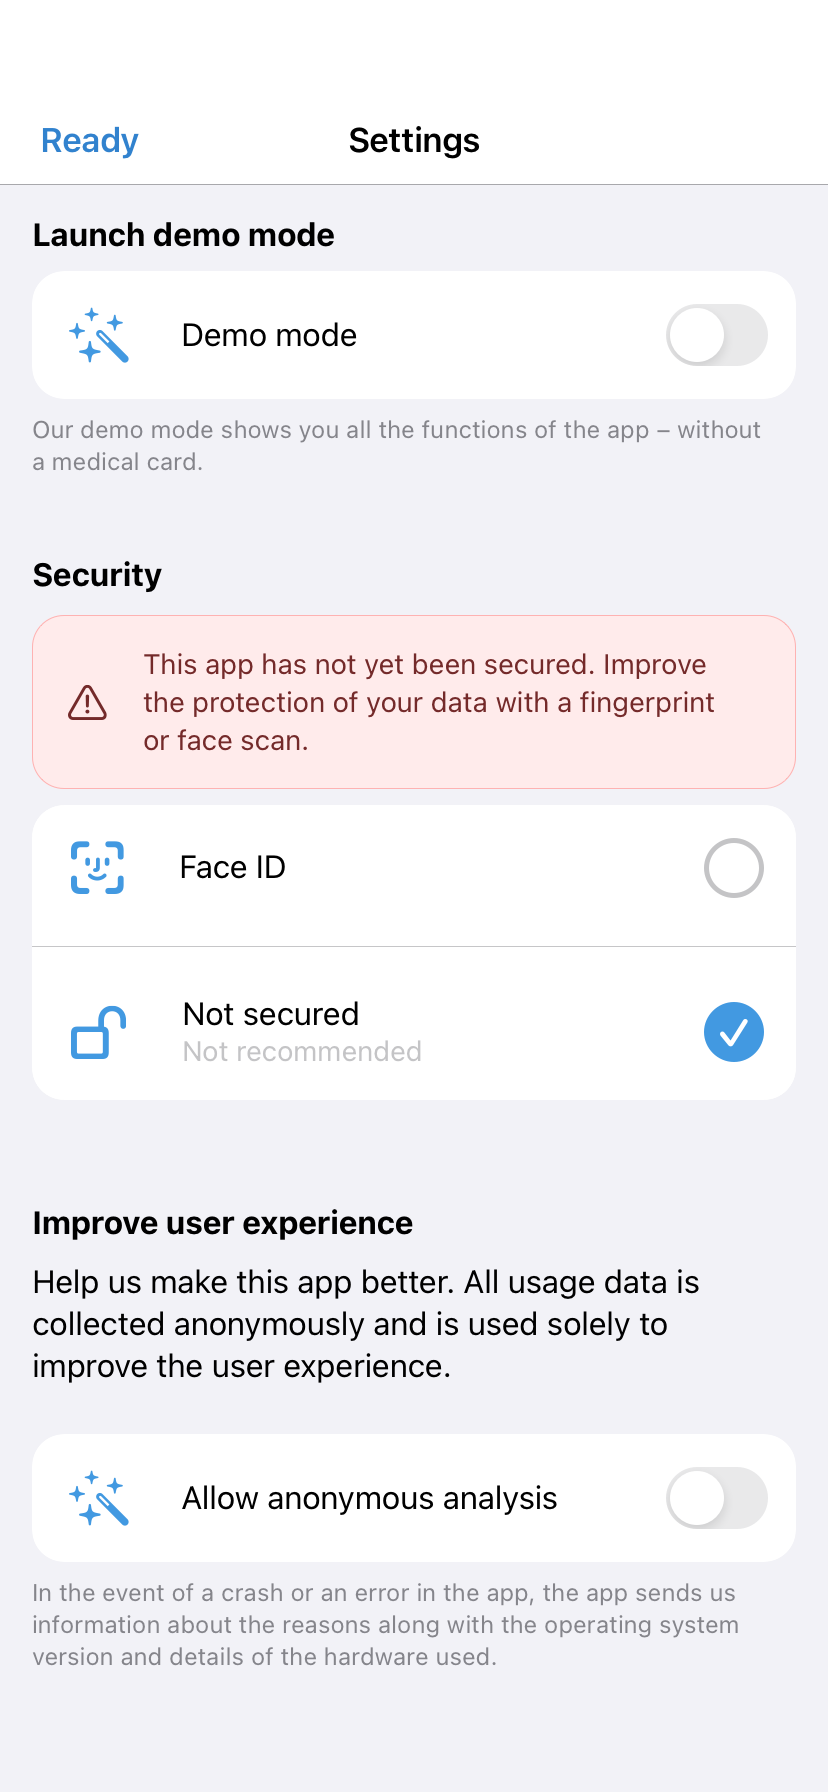 Ready
Settings
Launch demo mode
Demo mode
Our demo mode shows you all the functions of the app – without
a medical card.
Security
This app has not yet been secured. Improve
the protection of your data with a fingerprint
or face scan.
Face ID
Not secured
Not recommended
Improve user experience
Help us make this app better. All usage data is
collected anonymously and is used solely to
improve the user experience.
Allow anonymous analysis
In the event of a crash or an error in the app, the app sends us
information about the reasons along with the operating system
version and details of the hardware used.